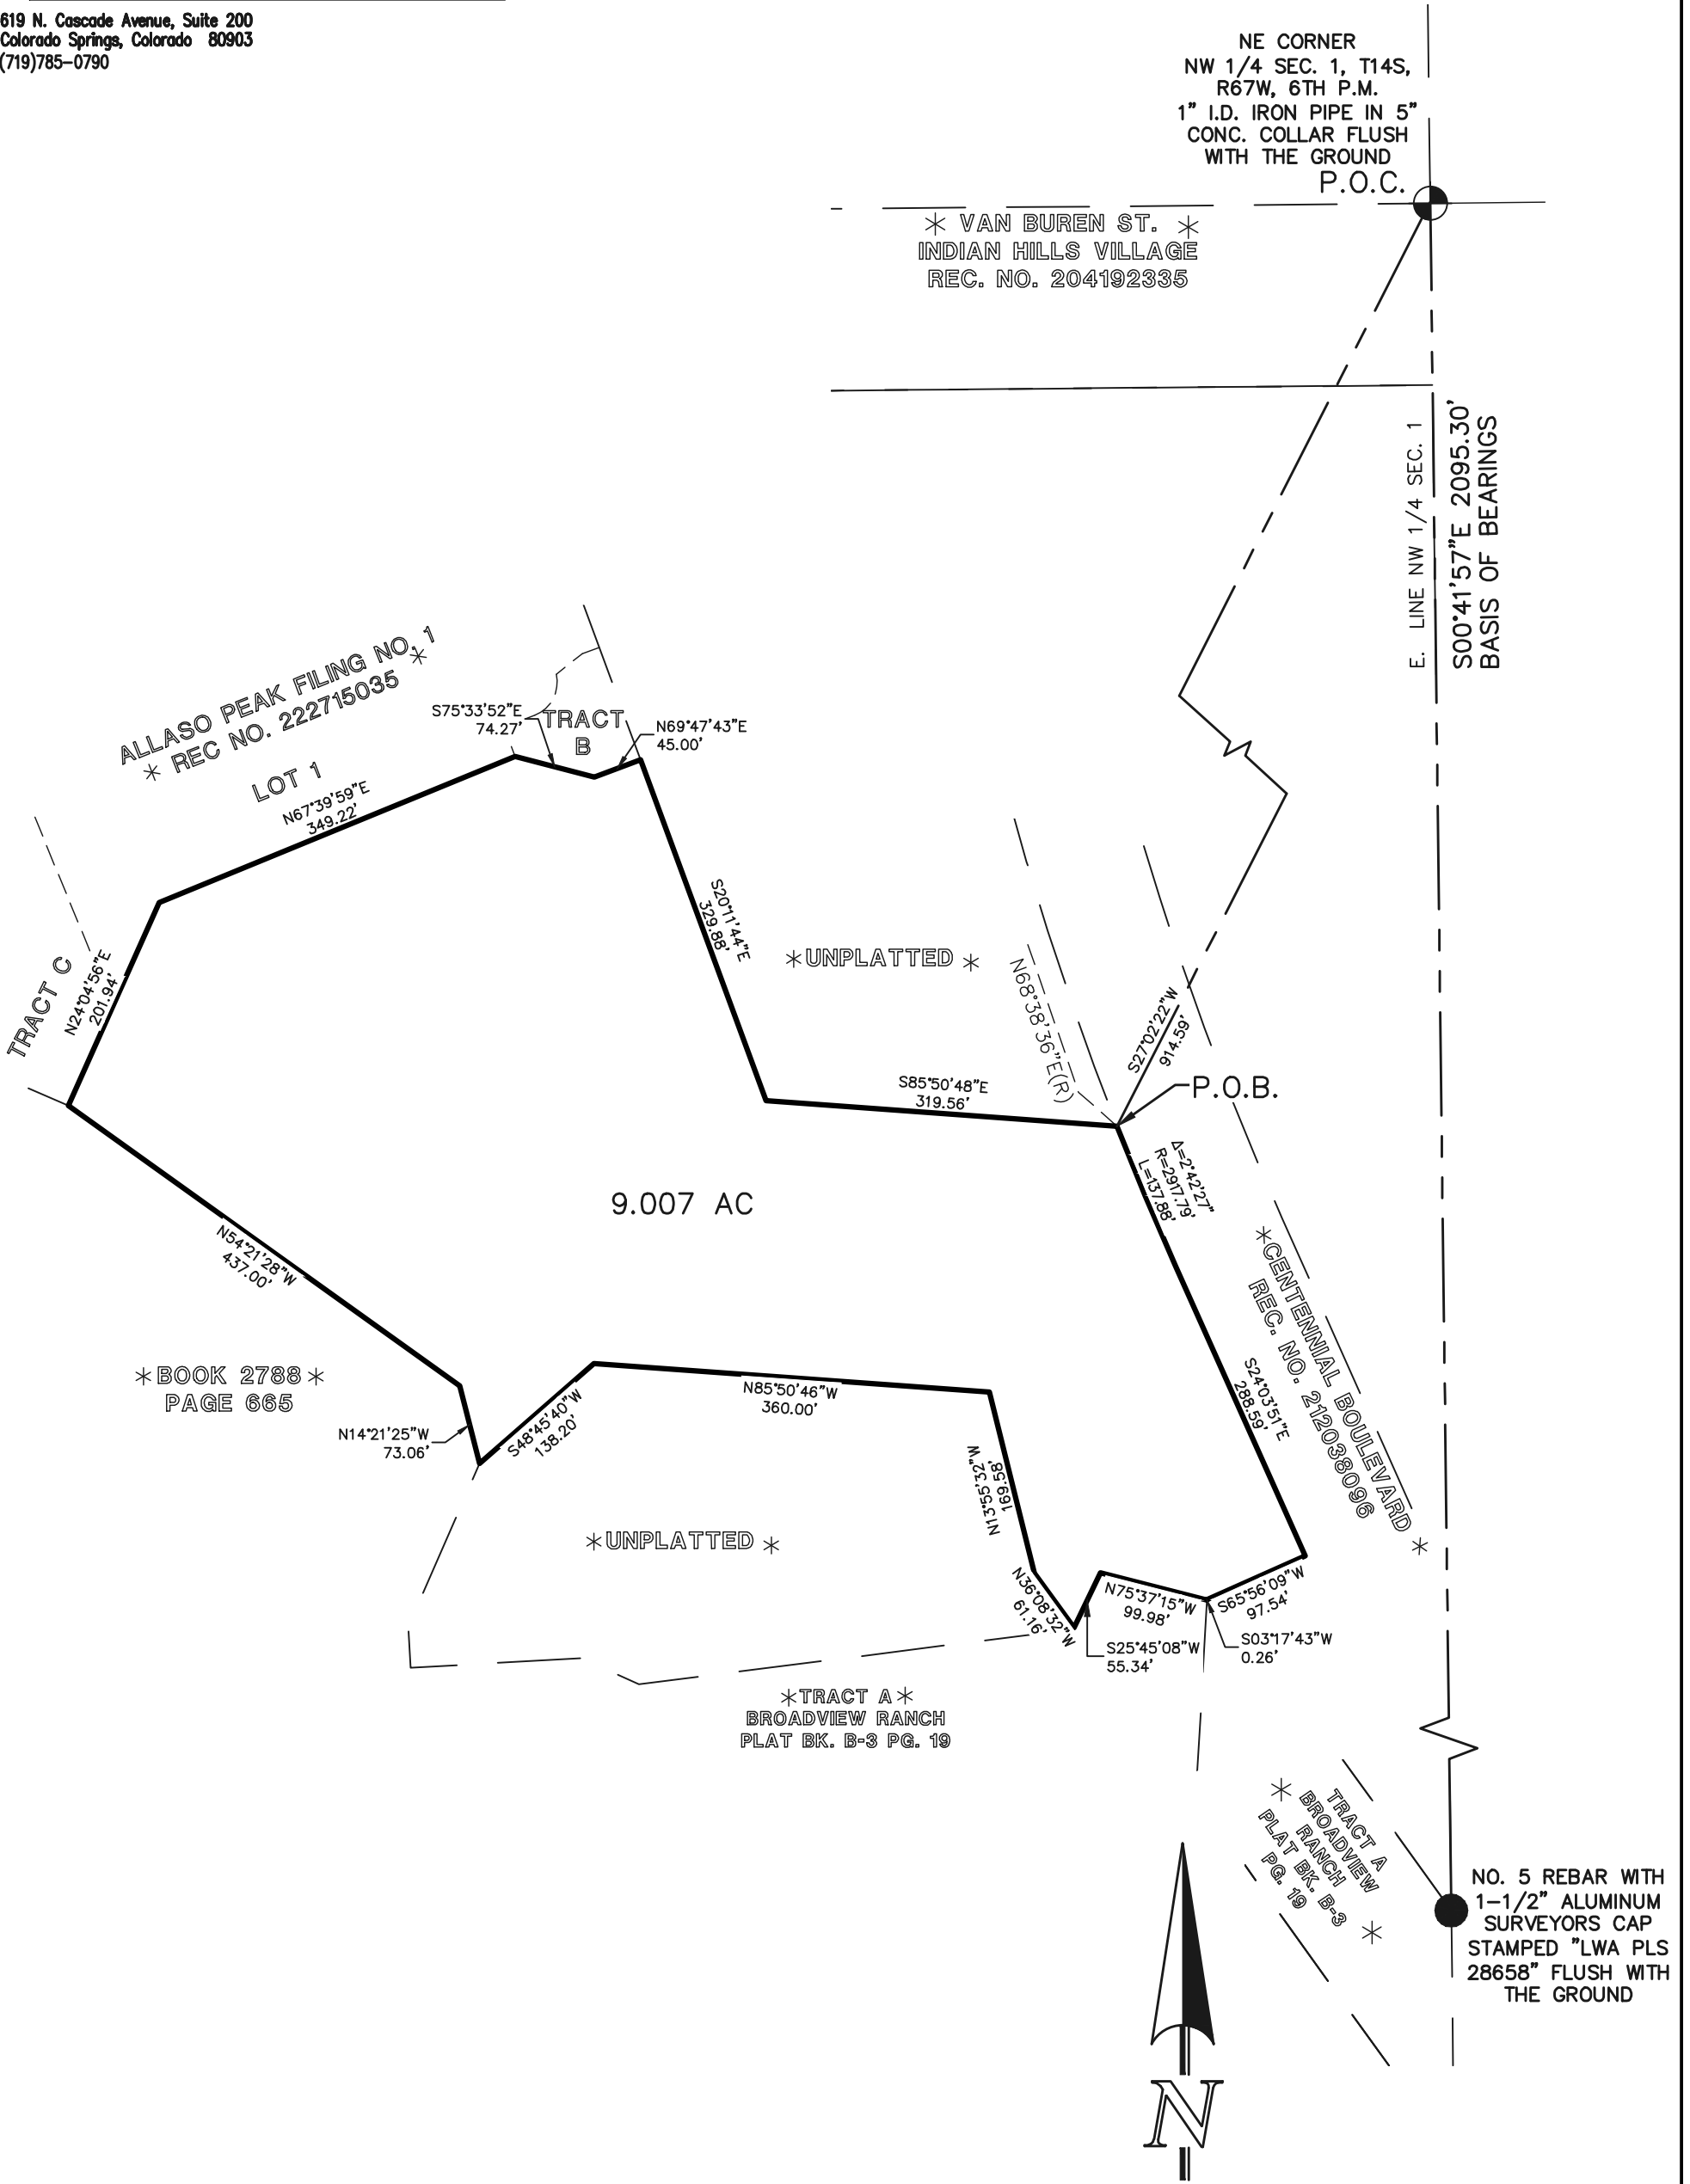 619 N. Cascade Avenue, Suite 200
Colorado Springs, Colorado 80903
(719)785-0790
NE CORNER
NW 1/4 SEC. 1, T14S,
R67W, 6TH P.M.
1" I.D. IRON PIPE IN 5"
CONC. COLLAR FLUSH
WITH THE GROUND
P.O.C.
* VAN BUREN ST. *
INDIAN HILLS VILLAGE
REC. NO. 204192335
E. LINE NW 1/4 SEC. 1
S00°41'57"E 2095.30'
BASIS OF BEARINGS
ALLASO PEAK FILING NO. 1
* REC NO. 222715035 *
LOT 1
N67°39'59"E
349.22'
S75°33'52"E
74.27'
TRACT
B
N69°47'43"E
45.00'
TRACT C
N24°04'56"E
201.94'
S20°11'44"E
329.88'
*UNPLATTED *
N68°38'36"E(R)
S27°02'22"W
914.59'
P.O.B.
S85°50'48"E
319.56'
Δ=2°42'27"
R=2917.79'
L=137.88'
9.007 AC
*CENTENNIAL BOULEVARD *
REC. NO. 212038096
N54°21'28"W
437.00'
S24°03'51"E
288.59'
*BOOK 2788 *
PAGE 665
N14°21'25"W
73.06'
S48°45'40"W
138.20'
N85°50'46"W
360.00'
N13°55'32"W
169.58'
*UNPLATTED *
N36°08'32"W
61.16'
N75°37'15"W
99.98'
S65°56'09"W
97.54'
S25°45'08"W
55.34'
S03°17'43"W
0.26'
*TRACT A*
BROADVIEW RANCH
PLAT BK. B-3 PG. 19
TRACT A
* BROADVIEW
RANCH
PLAT BK. B-3 *
PG. 19
NO. 5 REBAR WITH
1-1/2" ALUMINUM
SURVEYORS CAP
STAMPED "LWA PLS
28658" FLUSH WITH
THE GROUND
N